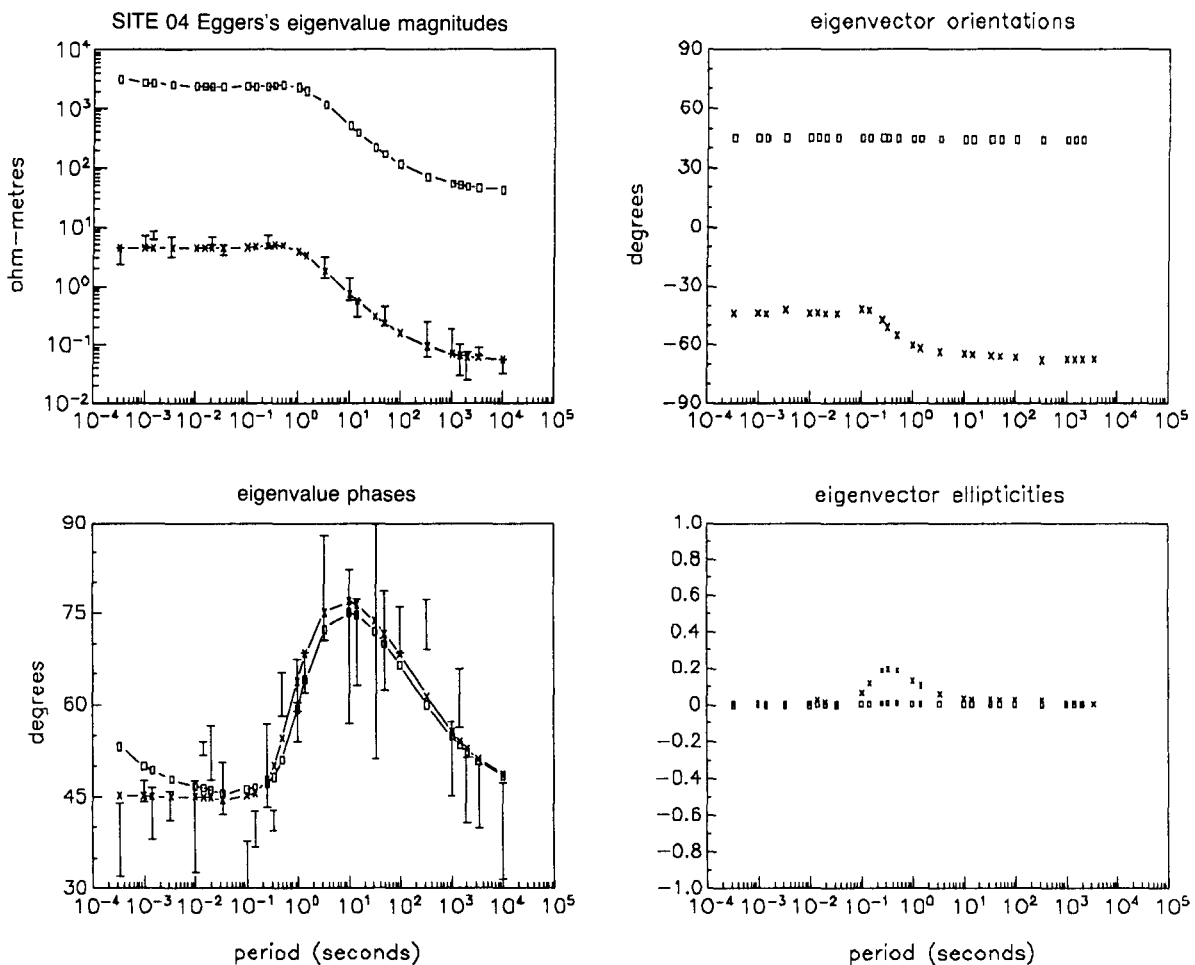 SITE 04 Eggers's eigenvalue magnitudes
10^4
10^3
10^2
10^1
10^0
10^-1
10^-2
ohm-metres
10^-4 10^-3 10^-2 10^-1 10^0 10^1 10^2 10^3 10^4 10^5
eigenvector orientations
90
60
30
0
-30
-60
-90
degrees
10^-4 10^-3 10^-2 10^-1 10^0 10^1 10^2 10^3 10^4 10^5
eigenvalue phases
90
75
60
45
30
degrees
10^-4 10^-3 10^-2 10^-1 10^0 10^1 10^2 10^3 10^4 10^5
period (seconds)
eigenvector ellipticities
1.0
0.8
0.6
0.4
0.2
0
-0.2
-0.4
-0.6
-0.8
-1.0
10^-4 10^-3 10^-2 10^-1 10^0 10^1 10^2 10^3 10^4 10^5
period (seconds)